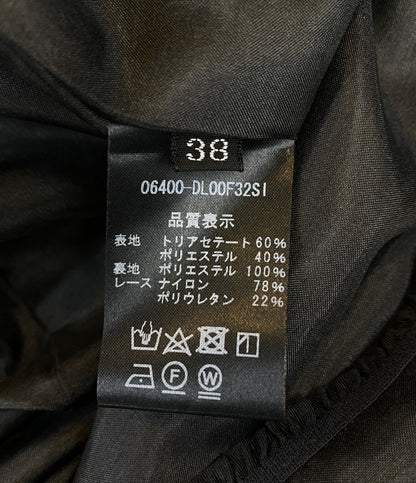 38
06400-DL00F32SI
品質表示
表地 トリアセテート 60%
ポリエステル 40%
裏地 ポリエステル 100%
レース ナイロン 78%
ポリウレタン 22%
F W